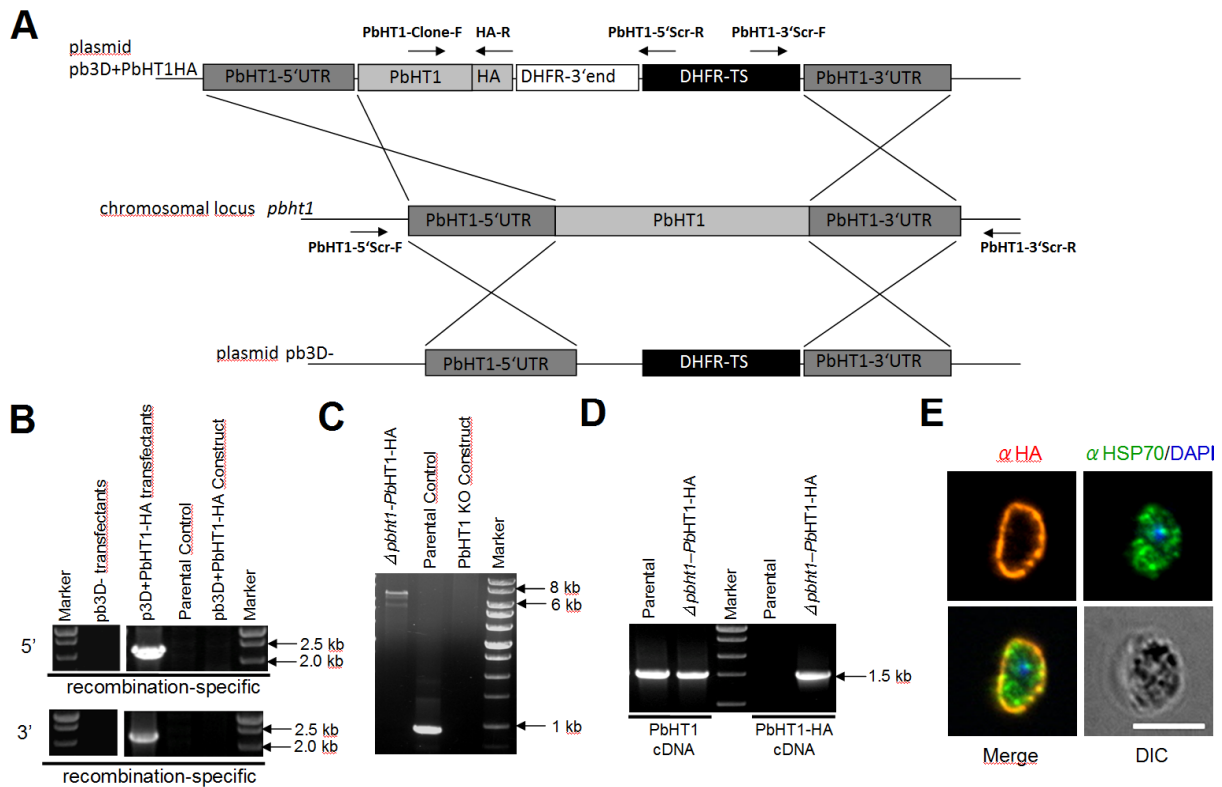 A
plasmid
pb3D+PbHT1HA
PbHT1-Clone-F
HA-R
PbHT1-5‘Scr-R
PbHT1-3‘Scr-F
PbHT1-5‘UTR
PbHT1
HA
DHFR-3‘end
DHFR-TS
PbHT1-3‘UTR
chromosomal locus pbht1
PbHT1-5‘UTR
PbHT1
PbHT1-3‘UTR
PbHT1-5‘Scr-F
PbHT1-3‘Scr-R
plasmid pb3D-
PbHT1-5‘UTR
DHFR-TS
PbHT1-3‘UTR
B
Marker
pb3D- transfectants
p3D+PbHT1-HA transfectants
Parental Control
pb3D+PbHT1-HA Construct
Marker
5’
2.5 kb
2.0 kb
recombination-specific
3’
2.5 kb
2.0 kb
recombination-specific
C
Δpbht1-PbHT1-HA
Parental Control
PbHT1 KO Construct
Marker
8 kb
6 kb
1 kb
D
Parental
Δpbht1–PbHT1-HA
Marker
Parental
Δpbht1–PbHT1-HA
1.5 kb
PbHT1
cDNA
PbHT1-HA
cDNA
E
α HA
α HSP70/DAPI
Merge
DIC